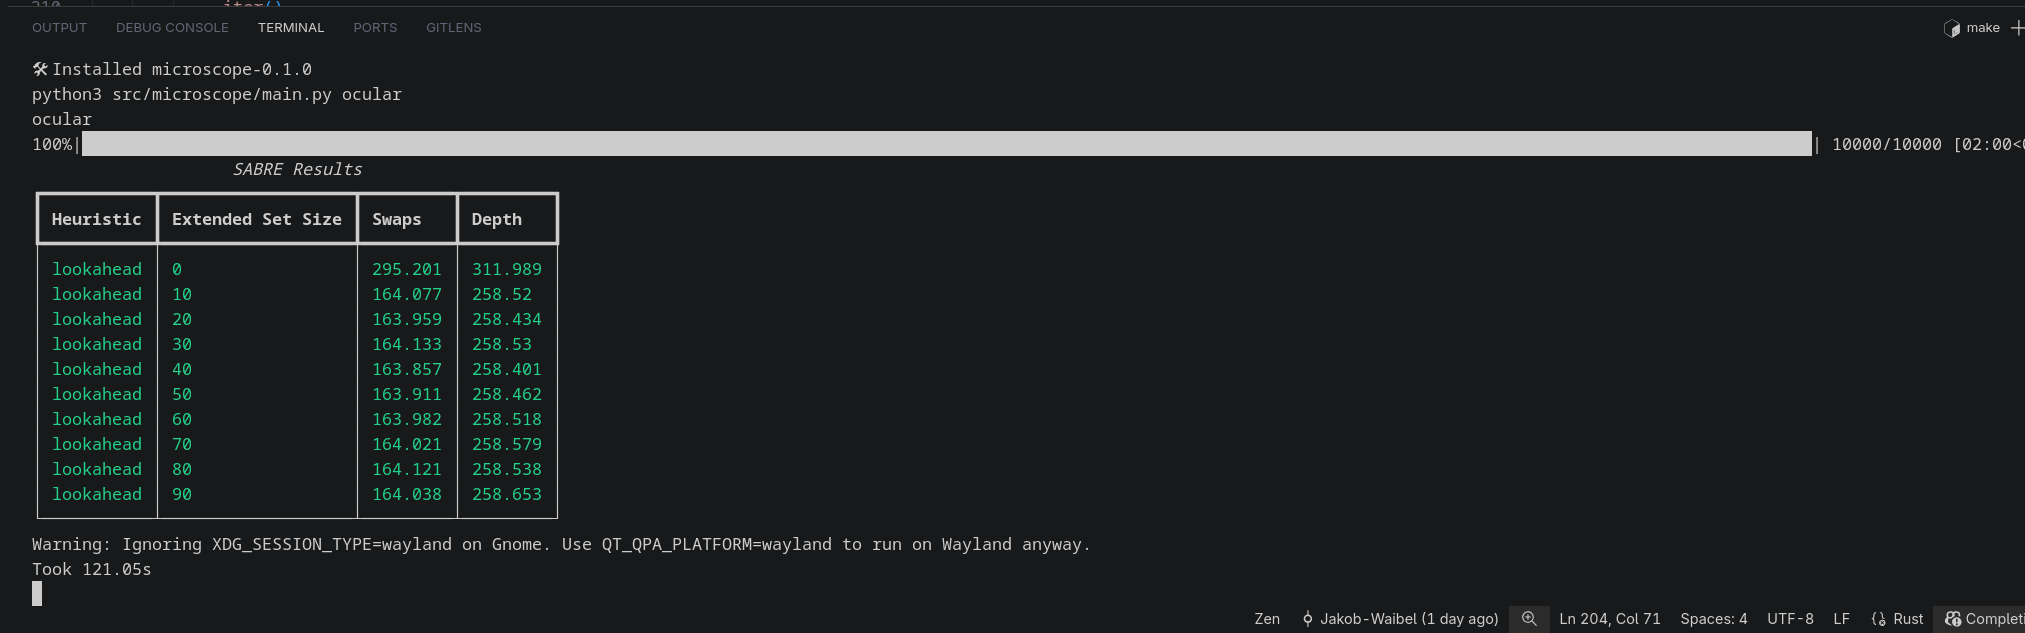 OUTPUT DEBUG CONSOLE TERMINAL PORTS GITLENS make
Installed microscope-0.1.0
python3 src/microscope/main.py ocular
ocular
100%| | 10000/10000 [02:00<
SABRE Results
Heuristic Extended Set Size Swaps Depth
lookahead 0 295.201 311.989
lookahead 10 164.077 258.52
lookahead 20 163.959 258.434
lookahead 30 164.133 258.53
lookahead 40 163.857 258.401
lookahead 50 163.911 258.462
lookahead 60 163.982 258.518
lookahead 70 164.021 258.579
lookahead 80 164.121 258.538
lookahead 90 164.038 258.653
Warning: Ignoring XDG_SESSION_TYPE=wayland on Gnome. Use QT_QPA_PLATFORM=wayland to run on Wayland anyway.
Took 121.05s
Zen Jakob-Waibel (1 day ago) Ln 204, Col 71 Spaces: 4 UTF-8 LF Rust Completi